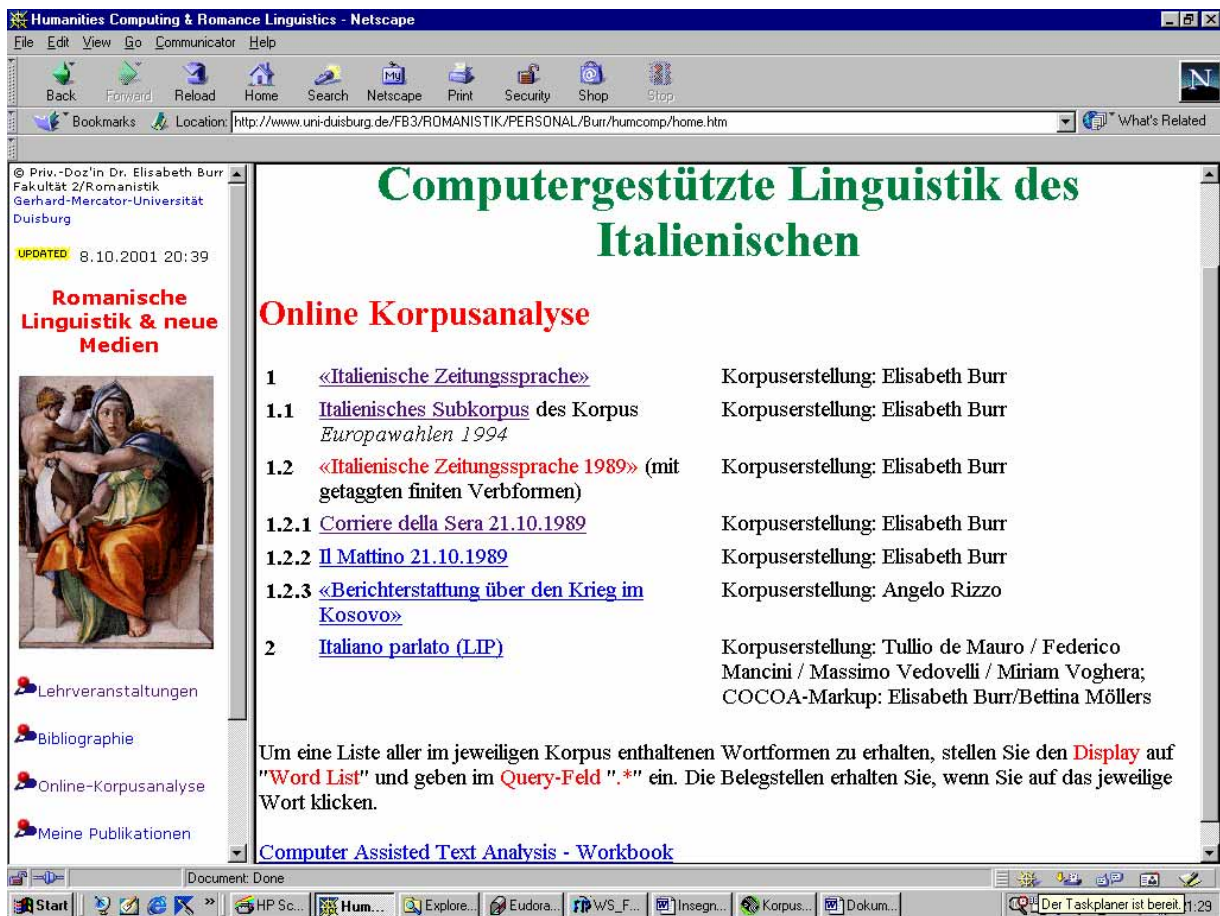 Humanities Computing & Romance Linguistics - Netscape
File Edit View Go Communicator Help
Back Forward Reload Home Search Netscape Print Security Shop Stop
My
N
Bookmarks Location: http://www.uni-duisburg.de/FB3/ROMANISTIK/PERSONAL/Burr/humcomp/home.htm What's Related
© Priv.-Doz'in Dr. Elisabeth Burr
Fakultät 2/Romanistik
Gerhard-Mercator-Universität
Duisburg
UPDATED 8.10.2001 20:39
Romanische
Linguistik & neue
Medien
Lehrveranstaltungen
Bibliographie
Online-Korpusanalyse
Meine Publikationen
Computergestützte Linguistik des
Italienischen
Online Korpusanalyse
1 «Italienische Zeitungssprache» Korpuserstellung: Elisabeth Burr
1.1 Italienisches Subkorpus des Korpus Korpuserstellung: Elisabeth Burr
Europawahlen 1994
1.2 «Italienische Zeitungssprache 1989» (mit Korpuserstellung: Elisabeth Burr
getaggten finiten Verbformen)
1.2.1 Corriere della Sera 21.10.1989 Korpuserstellung: Elisabeth Burr
1.2.2 Il Mattino 21.10.1989 Korpuserstellung: Elisabeth Burr
1.2.3 «Berichterstattung über den Krieg im Korpuserstellung: Angelo Rizzo
Kosovo»
2 Italiano parlato (LIP) Korpuserstellung: Tullio de Mauro / Federico
Mancini / Massimo Vedovelli / Miriam Voghera;
COCOA-Markup: Elisabeth Burr/Bettina Möllers
Um eine Liste aller im jeweiligen Korpus enthaltenen Wortformen zu erhalten, stellen Sie den Display auf
"Word List" und geben im Query-Feld ".*" ein. Die Belegstellen erhalten Sie, wenn Sie auf das jeweilige
Wort klicken.
Computer Assisted Text Analysis - Workbook
Document: Done
Start » HP Sc... Hum... Explore... Eudora... WS_F... Insegn... Korpus... Dokum... Der Taskplaner ist bereit. 1:29